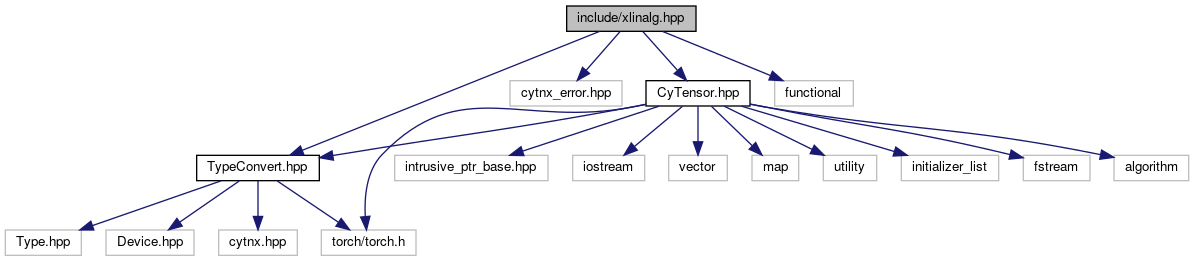 include/xlinalg.hpp
cytnx_error.hpp
CyTensor.hpp
functional
TypeConvert.hpp
intrusive_ptr_base.hpp
iostream
vector
map
utility
initializer_list
fstream
algorithm
Type.hpp
Device.hpp
cytnx.hpp
torch/torch.h